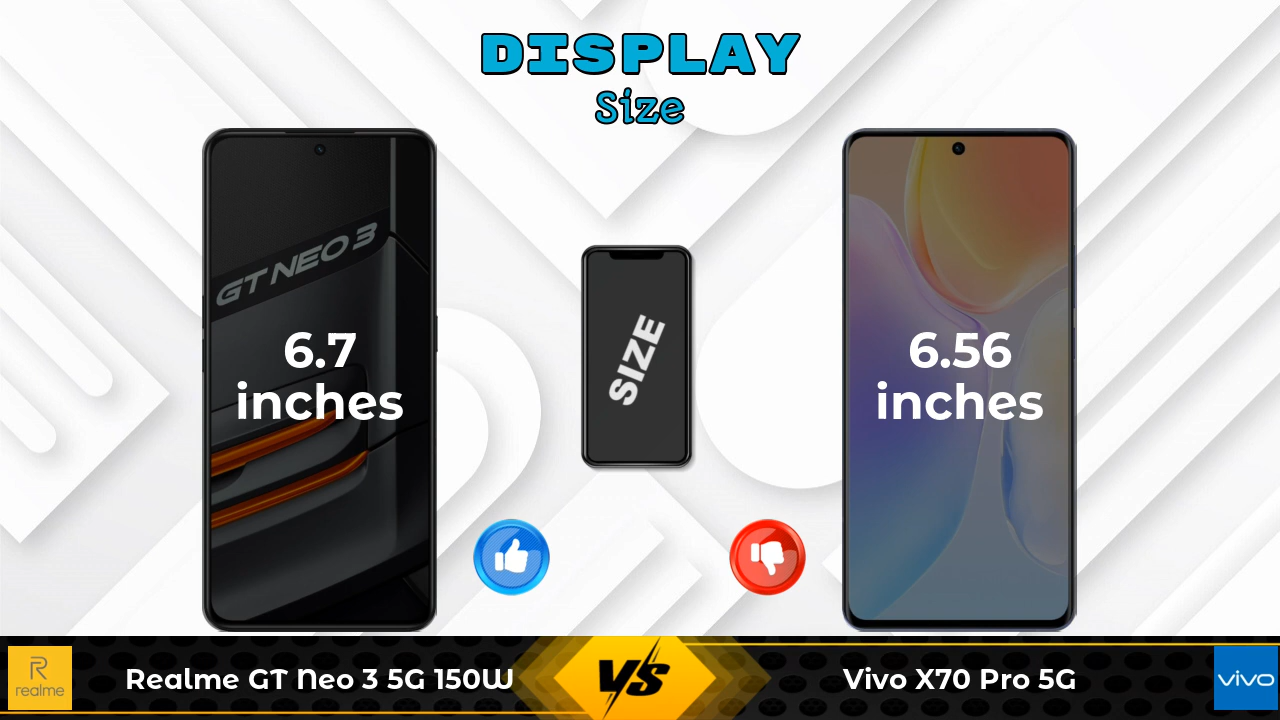 DISPLAY
Size
GT NEO 3
6.7
inches
SIZE
6.56
inches
realme
Realme GT Neo 3 5G 150W
VS
Vivo X70 Pro 5G
vivo